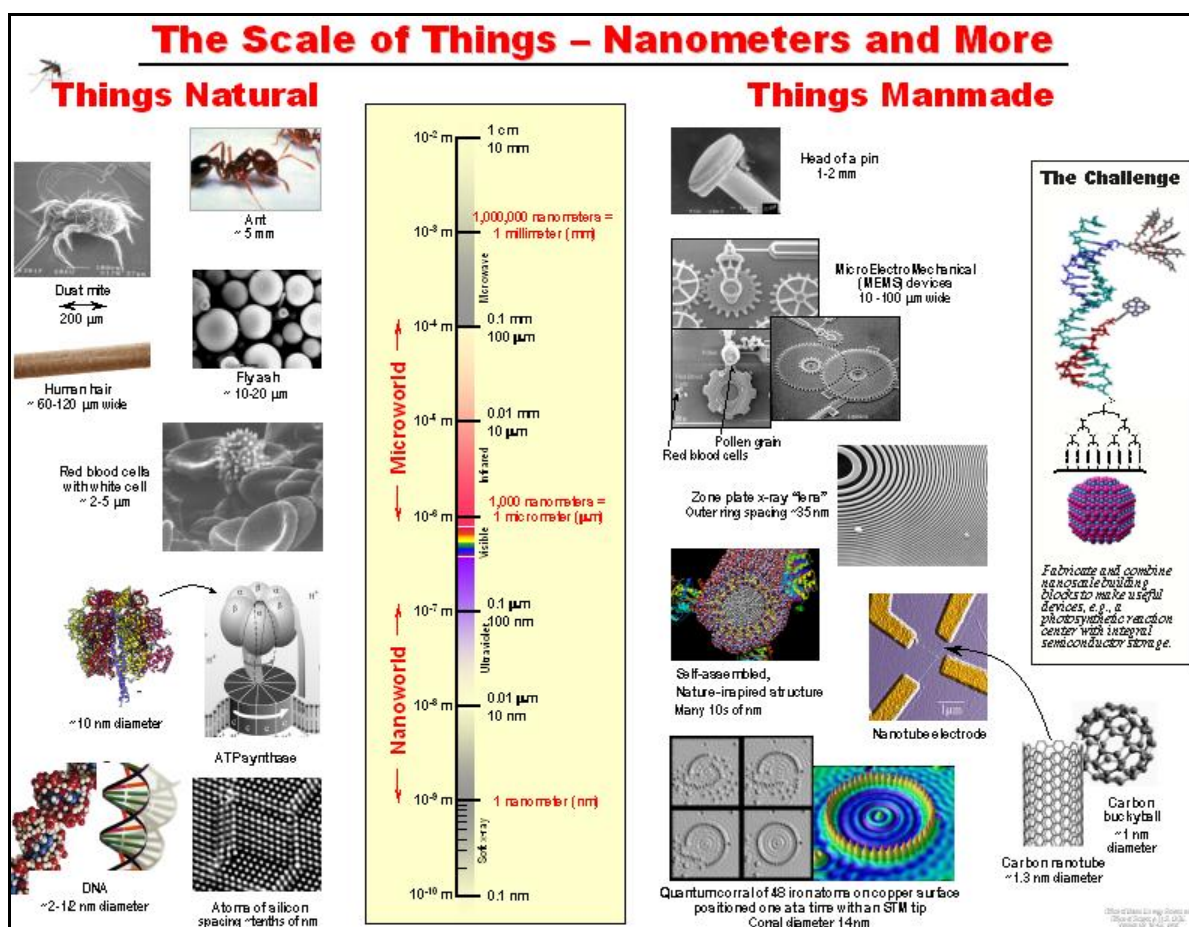 The Scale of Things – Nanometers and More
Things Natural
Things Manmade
Ant
~ 5 mm
Dust mite
200 µm
Human hair
~ 60-120 µm wide
Fly ash
~ 10-20 µm
Red blood cells
with white cell
~ 2-5 µm
~10 nm diameter
ATP synthase
DNA
~2-1/2 nm diameter
Atoms of silicon
spacing ~tenths of nm
Microworld
Nanoworld
10-2 m
1 cm
10 mm
1,000,000 nanometers =
10-3 m
1 millimeter (mm)
Microwave
10-4 m
0.1 mm
100 µm
10-5 m
0.01 mm
10 µm
Infrared
1,000 nanometers =
10-6 m
1 micrometer (µm)
Visible
10-7 m
0.1 µm
100 nm
Ultraviolet
10-8 m
0.01 µm
10 nm
10-9 m
1 nanometer (nm)
Soft x-ray
10-10 m
0.1 nm
Head of a pin
1-2 mm
MicroElectroMechanical
(MEMS) devices
10 -100 µm wide
Pollen grain
Red blood cells
Zone plate x-ray "lens"
Outer ring spacing ~35 nm
Self-assembled,
Nature-inspired structure
Many 10s of nm
1µm
Nanotube electrode
Quantum corral of 48 iron atoms on copper surface
positioned one at a time with an STM tip
Corral diameter 14 nm
Carbon nanotube
~1.3 nm diameter
Carbon
buckyball
~1 nm
diameter
The Challenge
Fabricate and combine
nanoscale building
blocks to make useful
devices, e.g., a
photosynthetic reaction
center with integral
semiconductor storage.